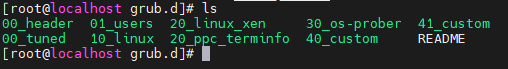 [root@localhost grub.d]# ls
00_header 01_users 20_linux_xen 30_os-prober 41_custom
00_tuned 10_linux 20_ppc_terminfo 40_custom README
[root@localhost grub.d]#